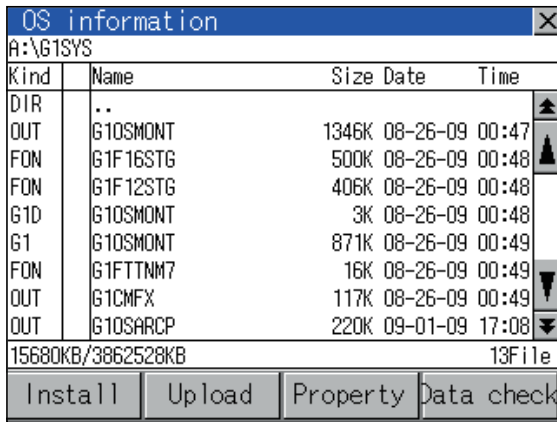 OS information
A:\G1SYS
Kind Name Size Date Time
DIR ..
OUT G1OSMONT 1346K 08-26-09 00:47
FON G1F16STG 500K 08-26-09 00:48
FON G1F12STG 406K 08-26-09 00:48
G1D G1OSMONT 3K 08-26-09 00:48
G1 G1OSMONT 871K 08-26-09 00:49
FON G1FTTNM7 16K 08-26-09 00:49
OUT G1CMFX 117K 08-26-09 00:49
OUT G1OSARCP 220K 09-01-09 17:08
15680KB/3862528KB 13File
Install Upload Property Data check